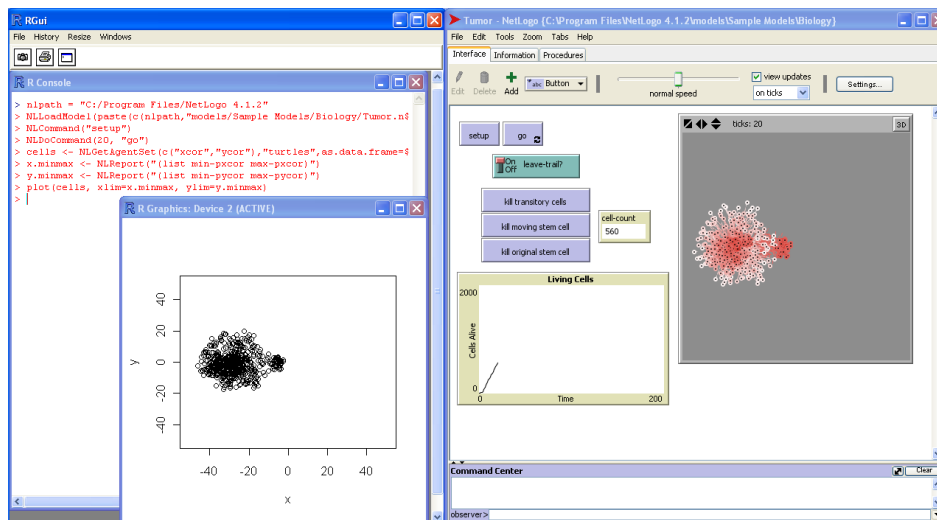 RGui
File History Resize Windows
R Console
> nlpath = "C:/Program Files/NetLogo 4.1.2"
> NLLoadModel(paste(c(nlpath,"models/Sample Models/Biology/Tumor.n$
> NLCommand("setup")
> NLDoCommand(20, "go")
> cells <- NLGetAgentSet(c("xcor","ycor"),"turtles",as.data.frame=$
> x.minmax <- NLReport("(list min-pxcor max-pxcor)")
> y.minmax <- NLReport("(list min-pycor max-pycor)")
> plot(cells, xlim=x.minmax, ylim=y.minmax)
>
R Graphics: Device 2 (ACTIVE)
40
20
0
-20
-40
y
-40 -20 0 20 40
x
Tumor - NetLogo {C:\Program Files\NetLogo 4.1.2\models\Sample Models\Biology}
File Edit Tools Zoom Tabs Help
Interface Information Procedures
Edit Delete Add abc Button normal speed view updates on ticks Settings...
setup go
On Off leave-trail?
kill transitory cells
kill moving stem cell
kill original stem cell
cell-count
560
ticks: 20 3D
Living Cells
2000
Cells Alive
0
0 Time 200
Command Center Clear
observer>